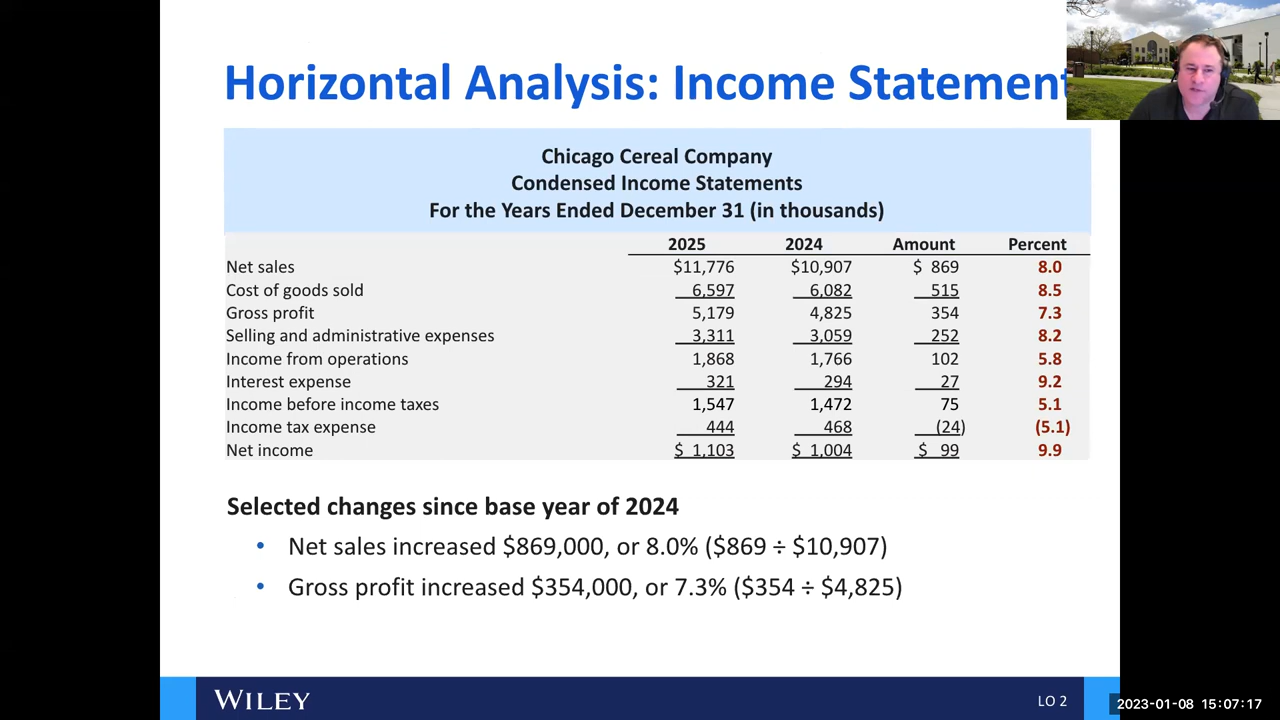 Horizontal Analysis: Income Statement
Chicago Cereal Company
Condensed Income Statements
For the Years Ended December 31 (in thousands)
2025 2024 Amount Percent
Net sales $11,776 $10,907 $ 869 8.0
Cost of goods sold 6,597 6,082 515 8.5
Gross profit 5,179 4,825 354 7.3
Selling and administrative expenses 3,311 3,059 252 8.2
Income from operations 1,868 1,766 102 5.8
Interest expense 321 294 27 9.2
Income before income taxes 1,547 1,472 75 5.1
Income tax expense 444 468 (24) (5.1)
Net income $ 1,103 $ 1,004 $ 99 9.9
Selected changes since base year of 2024
• Net sales increased $869,000, or 8.0% ($869 ÷ $10,907)
• Gross profit increased $354,000, or 7.3% ($354 ÷ $4,825)
WILEY
LO 2
2023-01-08 15:07:17